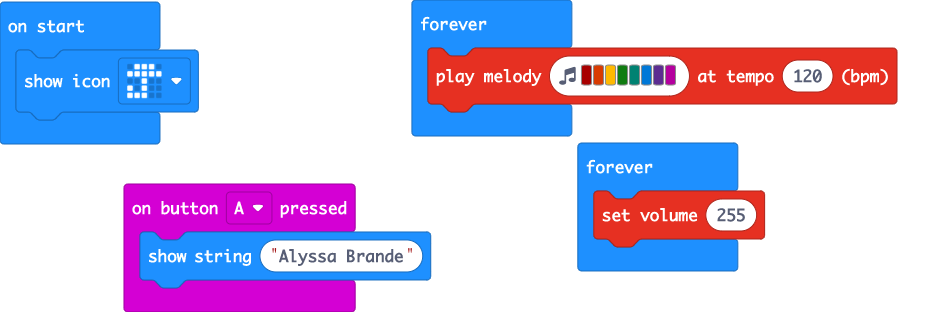 on start
show icon
forever
play melody at tempo 120 (bpm)
forever
set volume 255
on button A pressed
show string "Alyssa Brande"